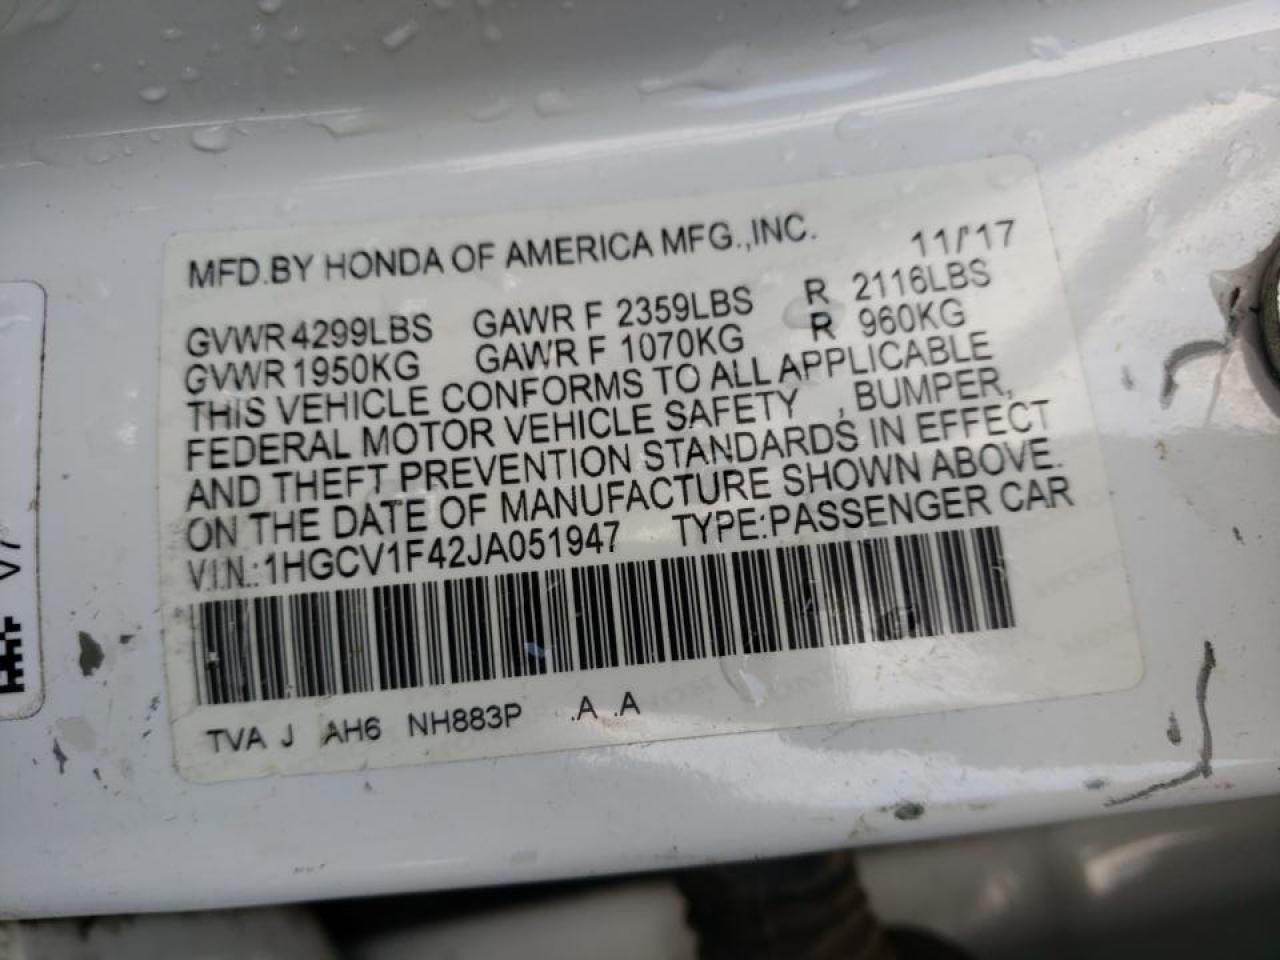 MFD.BY HONDA OF AMERICA MFG.,INC. 11/'17
GVWR 4299LBS GAWR F 2359LBS R 2116LBS
GVWR 1950KG GAWR F 1070KG R 960KG
THIS VEHICLE CONFORMS TO ALL APPLICABLE
FEDERAL MOTOR VEHICLE SAFETY , BUMPER,
AND THEFT PREVENTION STANDARDS IN EFFECT
ON THE DATE OF MANUFACTURE SHOWN ABOVE.
V.I.N.: 1HGCV1F42JA051947 TYPE:PASSENGER CAR
TVA J AH6 NH883P .A .A